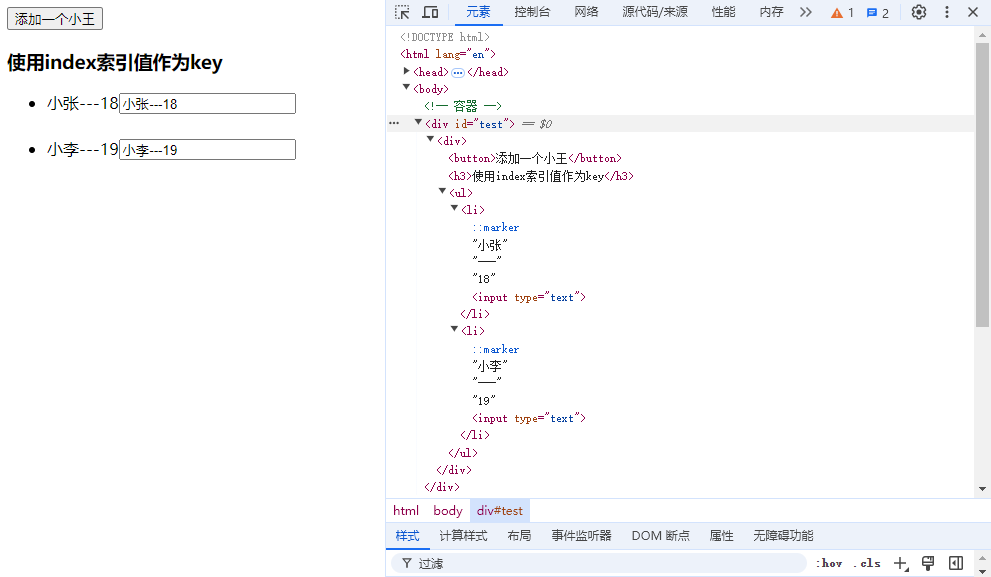 添加一个小王
使用index索引值作为key
小张---18 小张---18
小李---19 小李---19
元素 控制台 网络 源代码/来源 性能 内存 1 2
<!DOCTYPE html>
<html lang="en">
<head> … </head>
<body>
<!-- 容器 -->
<div id="test"> == $0
<div>
<button>添加一个小王</button>
<h3>使用index索引值作为key</h3>
<ul>
<li>
::marker
"小张"
"---"
"18"
<input type="text">
</li>
<li>
::marker
"小李"
"---"
"19"
<input type="text">
</li>
</ul>
</div>
</div>
html body div#test
样式 计算样式 布局 事件监听器 DOM 断点 属性 无障碍功能
过滤 :hov .cls